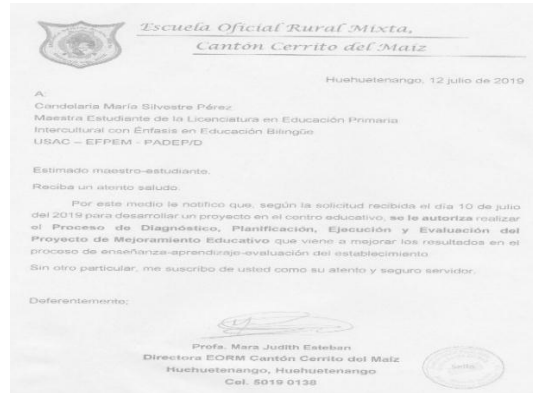 Escuela Oficial Rural Mixta,
Cantón Cerrito del Maíz
Huehuetenango, 12 julio de 2019
A:
Candelaria María Silvestre Pérez
Maestra Estudiante de la Licenciatura en Educación Primaria
Intercultural con Énfasis en Educación Bilingüe
USAC – EFPEM - PADEP/D
Estimado maestro-estudiante.
Reciba un atento saludo.
Por este medio le notificó que, según la solicitud recibida el día 10 de julio
del 2019 para desarrollar un proyecto en el centro educativo, se le autoriza realizar
el Proceso de Diagnóstico, Planificación, Ejecución y Evaluación del
Proyecto de Mejoramiento Educativo que viene a mejorar los resultados en el
proceso de enseñanza-aprendizaje-evaluación del establecimiento
Sin otro particular, me suscribo de usted como su atento y seguro servidor.
Deferentemente;
Profa. Mara Judith Esteban
Directora EORM Cantón Cerrito del Maíz
Huehuetenango, Huehuetenango
Cel. 5019 0138